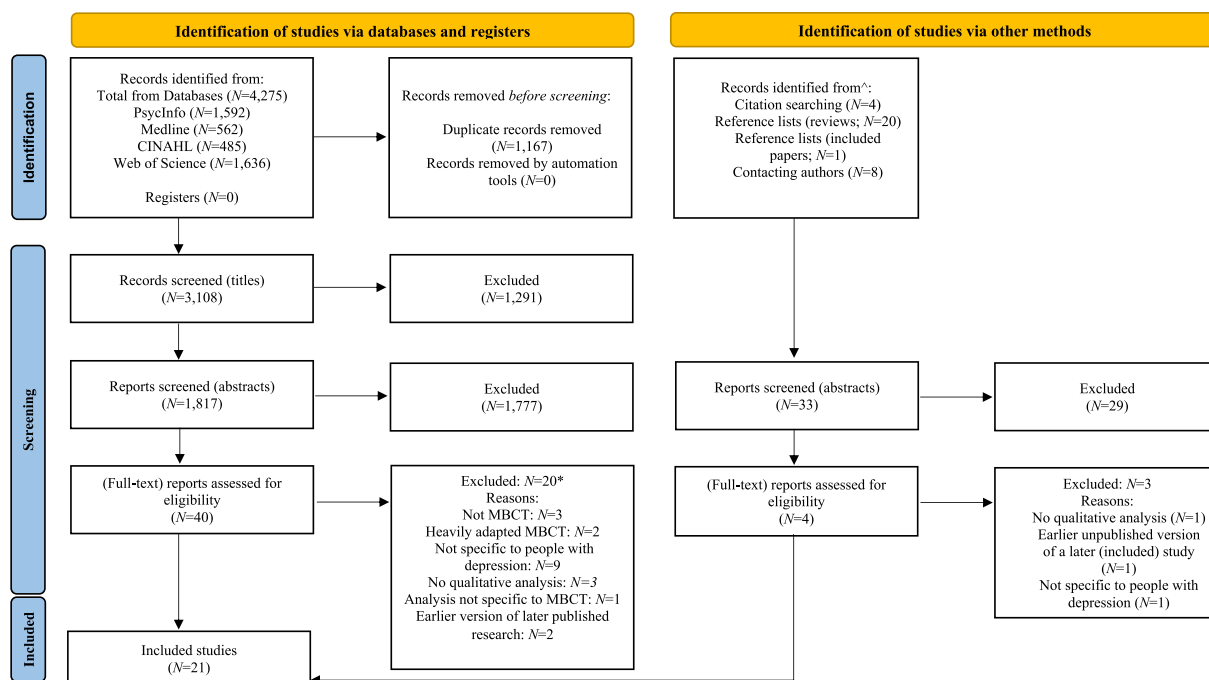 Identification of studies via databases and registers
Identification of studies via other methods
Identification
Records identified from:
Total from Databases (N=4,275)
PsycInfo (N=1,592)
Medline (N=562)
CINAHL (N=485)
Web of Science (N=1,636)
Registers (N=0)
Records removed before screening:
Duplicate records removed
(N=1,167)
Records removed by automation
tools (N=0)
Records identified from^:
Citation searching (N=4)
Reference lists (reviews; N=20)
Reference lists (included
papers; N=1)
Contacting authors (N=8)
Screening
Records screened (titles)
(N=3,108)
Excluded
(N=1,291)
Reports screened (abstracts)
(N=1,817)
Excluded
(N=1,777)
Reports screened (abstracts)
(N=33)
Excluded
(N=29)
(Full-text) reports assessed for
eligibility
(N=40)
Excluded: N=20*
Reasons:
Not MBCT: N=3
Heavily adapted MBCT: N=2
Not specific to people with
depression: N=9
No qualitative analysis: N=3
Analysis not specific to MBCT: N=1
Earlier version of later published
research: N=2
(Full-text) reports assessed for
eligibility
(N=4)
Excluded: N=3
Reasons:
No qualitative analysis (N=1)
Earlier unpublished version
of a later (included) study
(N=1)
Not specific to people with
depression (N=1)
Included
Included studies
(N=21)